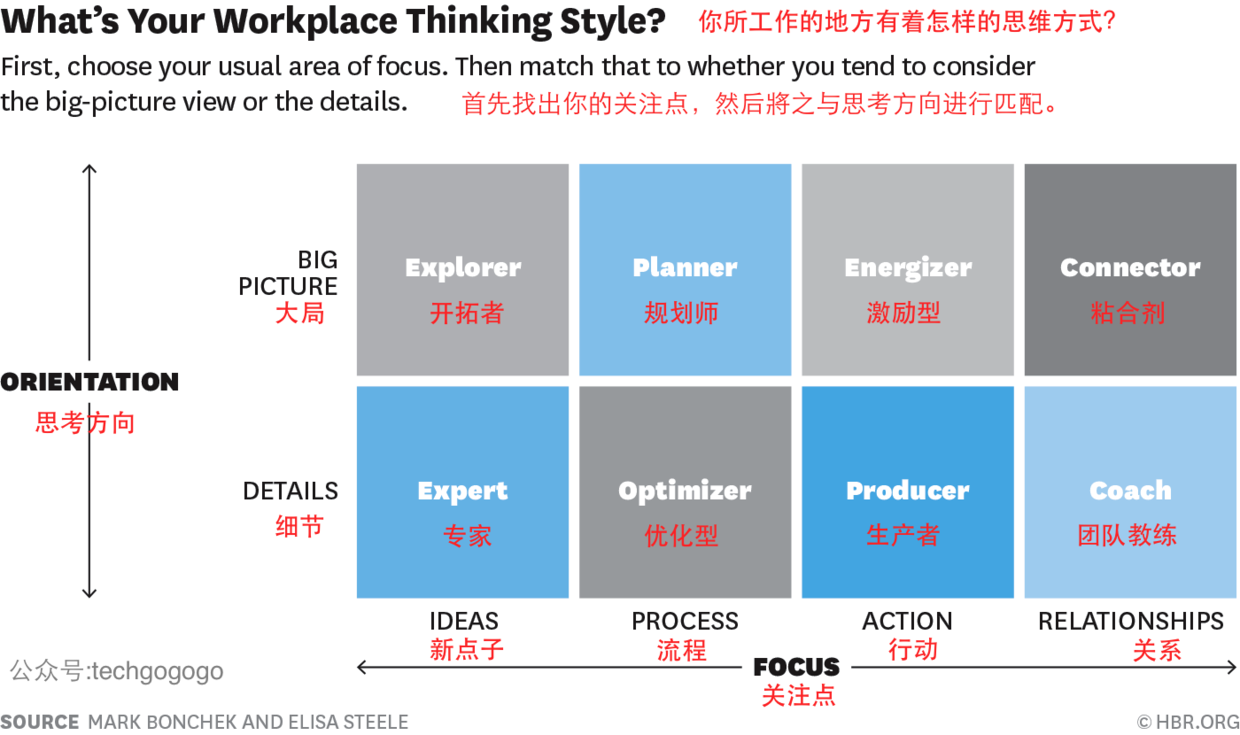 What's Your Workplace Thinking Style? 你所工作的地方有着怎样的思维方式?
First, choose your usual area of focus. Then match that to whether you tend to consider
the big-picture view or the details. 首先找出你的关注点，然后將之与思考方向进行匹配。
BIG
PICTURE
大局
Explorer
开拓者
Planner
规划师
Energizer
激励型
Connector
粘合剂
ORIENTATION
思考方向
DETAILS
细节
Expert
专家
Optimizer
优化型
Producer
生产者
Coach
团队教练
IDEAS
新点子
PROCESS
流程
ACTION
行动
RELATIONSHIPS
关系
FOCUS
关注点
公众号:techgogogo
SOURCE MARK BONCHEK AND ELISA STEELE
© HBR.ORG